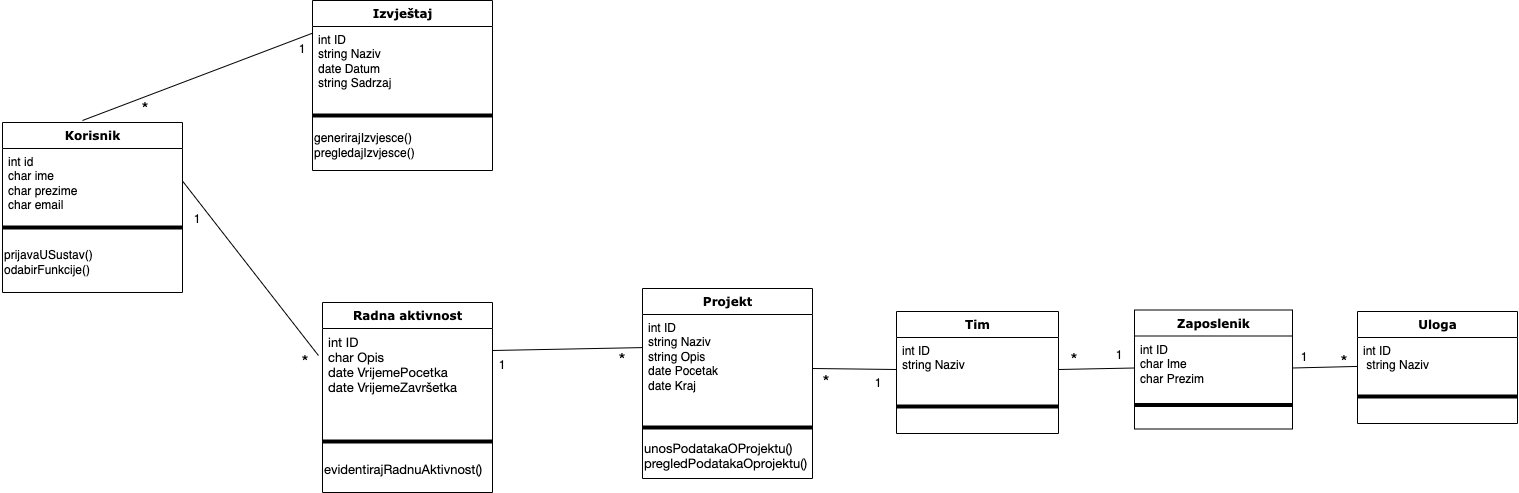 Izvještaj
int ID
string Naziv
date Datum
string Sadrzaj
generirajIzvjesce()
pregledajIzvjesce()
1
*
Korisnik
int id
char ime
char prezime
char email
prijavaUSustav()
odabirFunkcije()
1
*
Radna aktivnost
int ID
char Opis
date VrijemePocetka
date VrijemeZavršetka
evidentirajRadnuAktivnost()
1
*
Projekt
int ID
string Naziv
string Opis
date Pocetak
date Kraj
unosPodatakaOProjektu()
pregledPodatakaOprojektu()
*
1
Tim
int ID
string Naziv
*
1
Zaposlenik
int ID
char Ime
char Prezim
1
*
Uloga
int ID
string Naziv